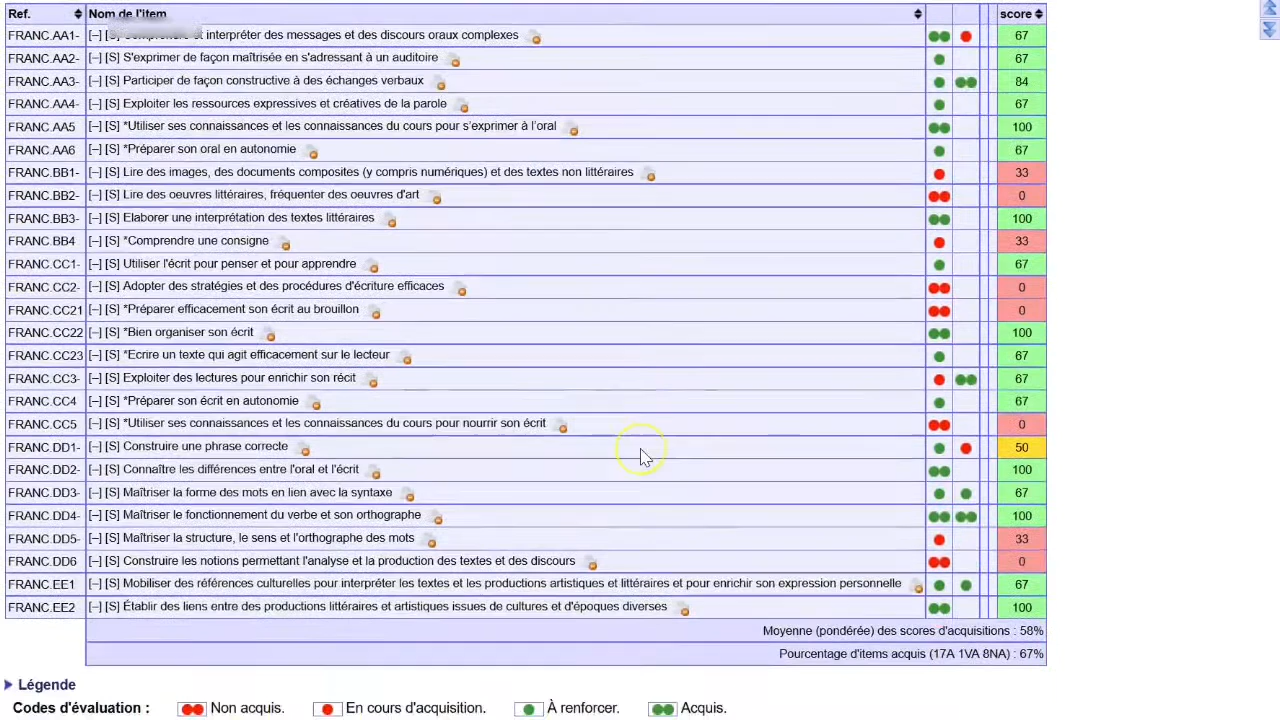 Ref. Nom de l'item score
FRANC.AA1- [–] [S] et interpréter des messages et des discours oraux complexes 67
FRANC.AA2- [–] [S] S'exprimer de façon maîtrisée en s'adressant à un auditoire 67
FRANC.AA3- [–] [S] Participer de façon constructive à des échanges verbaux 84
FRANC.AA4- [–] [S] Exploiter les ressources expressives et créatives de la parole 67
FRANC.AA5 [–] [S] *Utiliser ses connaissances et les connaissances du cours pour s'exprimer à l'oral 100
FRANC.AA6 [–] [S] *Préparer son oral en autonomie 67
FRANC.BB1- [–] [S] Lire des images, des documents composites (y compris numériques) et des textes non littéraires 33
FRANC.BB2- [–] [S] Lire des oeuvres littéraires, fréquenter des oeuvres d'art 0
FRANC.BB3- [–] [S] Elaborer une interprétation des textes littéraires 100
FRANC.BB4 [–] [S] *Comprendre une consigne 33
FRANC.CC1- [–] [S] Utiliser l'écrit pour penser et pour apprendre 67
FRANC.CC2- [–] [S] Adopter des stratégies et des procédures d'écriture efficaces 0
FRANC.CC21 [–] [S] *Préparer efficacement son écrit au brouillon 0
FRANC.CC22 [–] [S] *Bien organiser son écrit 100
FRANC.CC23 [–] [S] *Ecrire un texte qui agit efficacement sur le lecteur 67
FRANC.CC3- [–] [S] Exploiter des lectures pour enrichir son récit 67
FRANC.CC4 [–] [S] *Préparer son écrit en autonomie 67
FRANC.CC5 [–] [S] *Utiliser ses connaissances et les connaissances du cours pour nourrir son écrit 0
FRANC.DD1- [–] [S] Construire une phrase correcte 50
FRANC.DD2- [–] [S] Connaître les différences entre l'oral et l'écrit 100
FRANC.DD3- [–] [S] Maîtriser la forme des mots en lien avec la syntaxe 67
FRANC.DD4- [–] [S] Maîtriser le fonctionnement du verbe et son orthographe 100
FRANC.DD5- [–] [S] Maîtriser la structure, le sens et l'orthographe des mots 33
FRANC.DD6 [–] [S] Construire les notions permettant l'analyse et la production des textes et des discours 0
FRANC.EE1 [–] [S] Mobiliser des références culturelles pour interpréter les textes et les productions artistiques et littéraires et pour enrichir son expression personnelle 67
FRANC.EE2 [–] [S] Établir des liens entre des productions littéraires et artistiques issues de cultures et d'époques diverses 100
Moyenne (pondérée) des scores d'acquisitions : 58%
Pourcentage d'items acquis (17A 1VA 8NA) : 67%
Légende
Codes d'évaluation : Non acquis. En cours d'acquisition. À renforcer. Acquis.